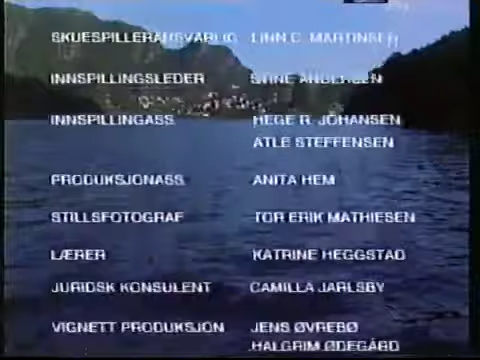 SKUESPILLERANSVARLIG LINN C. MARTINSEN
INNSPILLINGSLEDER STINE ANDERSEN
INNSPILLINGASS. HEGE R. JOHANSEN
ATLE STEFFENSEN
PRODUKSJONASS. ANITA HEM
STILLSFOTOGRAF TOR ERIK MATHIESEN
LÆRER KATRINE HEGGSTAD
JURIDSK KONSULENT CAMILLA JARLSBY
VIGNETT PRODUKSJON JENS ØVREBØ
HALGRIM ØDEGÅRD